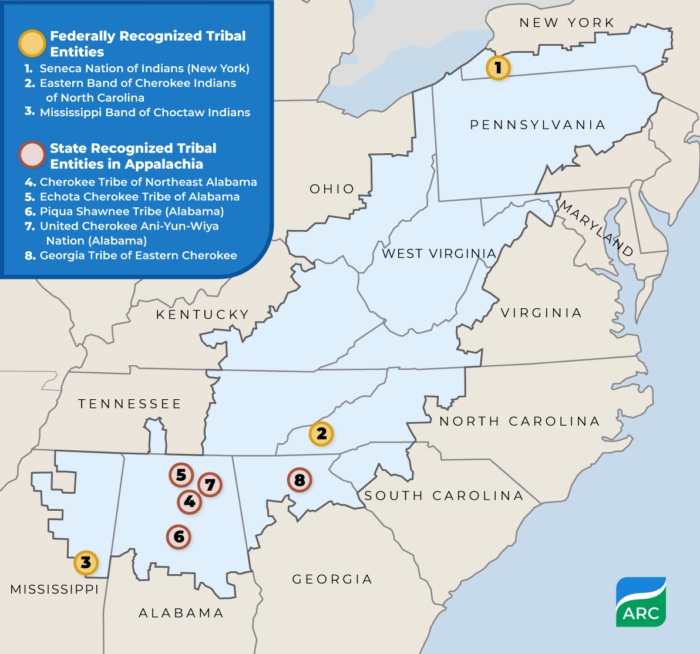 Federally Recognized Tribal
Entities
1. Seneca Nation of Indians (New York)
2. Eastern Band of Cherokee Indians
of North Carolina
3. Mississippi Band of Choctaw Indians
State Recognized Tribal
Entities in Appalachia
4. Cherokee Tribe of Northeast Alabama
5. Echota Cherokee Tribe of Alabama
6. Piqua Shawnee Tribe (Alabama)
7. United Cherokee Ani-Yun-Wiya
Nation (Alabama)
8. Georgia Tribe of Eastern Cherokee
NEW YORK
1
PENNSYLVANIA
OHIO
MARYLAND
WEST VIRGINIA
KENTUCKY
VIRGINIA
TENNESSEE
NORTH CAROLINA
2
5
7
8
4
SOUTH CAROLINA
6
3
MISSISSIPPI
GEORGIA
ALABAMA
ARC